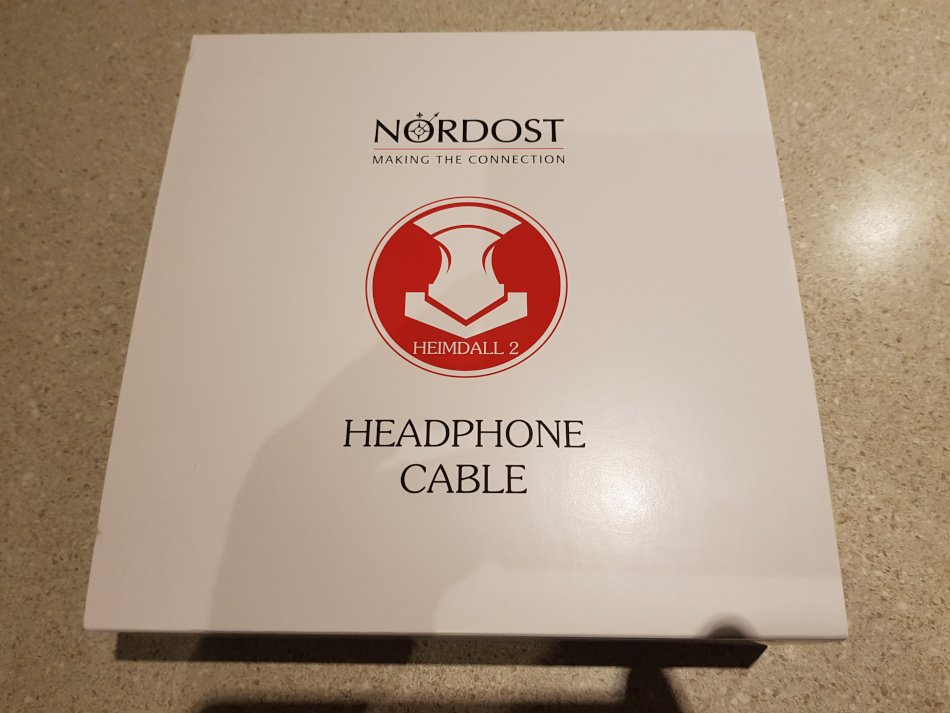 NORDOST
MAKING THE CONNECTION
HEIMDALL 2
HEADPHONE
CABLE